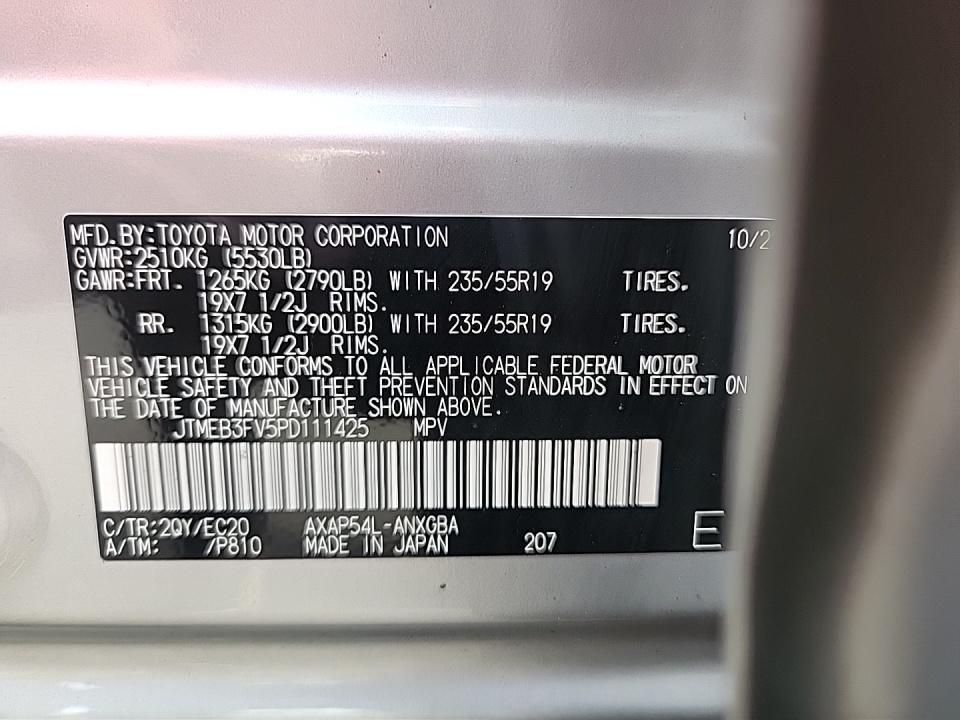 MFD. BY:TOYOTA MOTOR CORPORATION 10/2
GVWR:2510KG (5530LB)
GAWR:FRT. 1265KG (2790LB) WITH 235/55R19 TIRES.
19X7 1/2J RIMS.
RR. 1315KG (2900LB) WITH 235/55R19 TIRES.
19X7 1/2J RIMS.
THIS VEHICLE CONFORMS TO ALL APPLICABLE FEDERAL MOTOR
VEHICLE SAFETY AND THEFT PREVENTION STANDARDS IN EFFECT ON
THE DATE OF MANUFACTURE SHOWN ABOVE.
JTMEB3FV5PD111425 MPV
C/TR:2QY/EC20 AXAP54L-ANXGBA
A/TM: /P810 MADE IN JAPAN 207 E